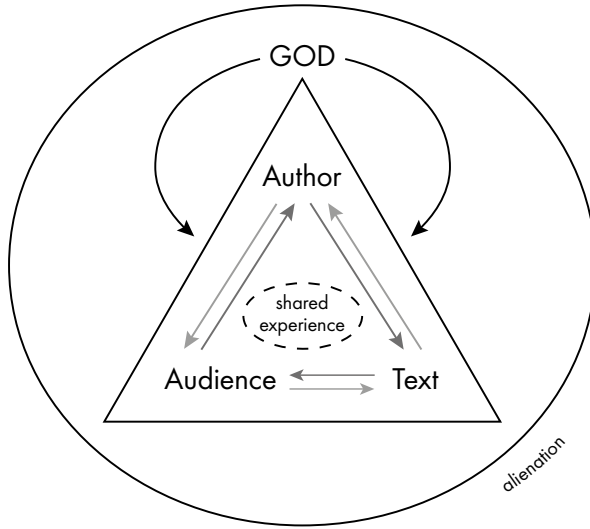 GOD
Author
shared
experience
Audience
Text
alienation